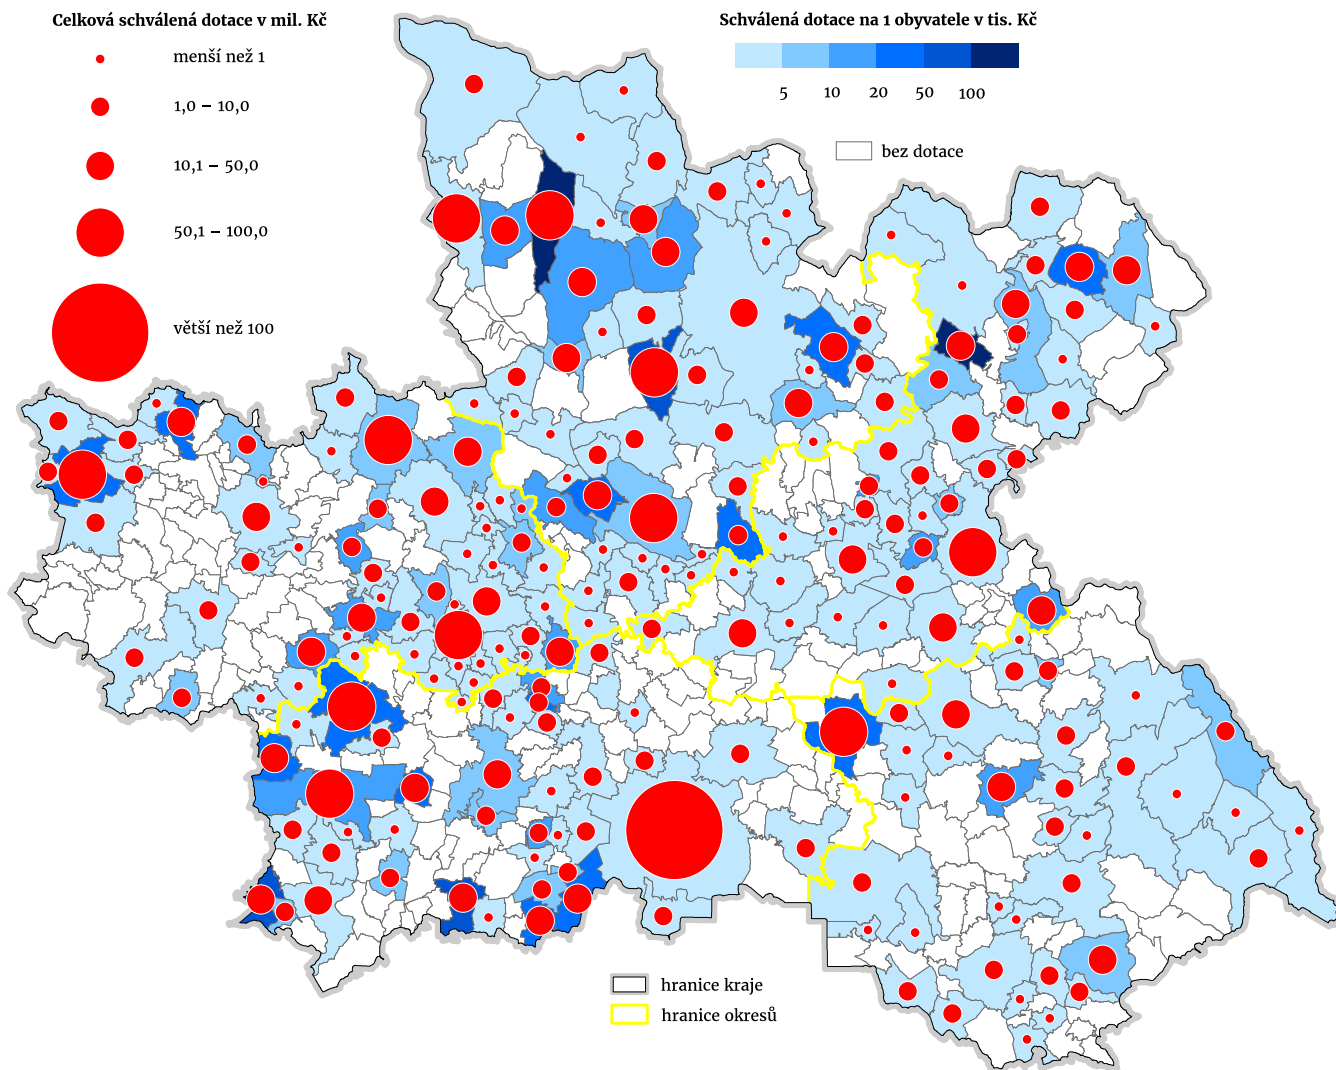 Celková schválená dotace v mil. Kč
menší než 1
1,0 – 10,0
10,1 – 50,0
50,1 – 100,0
větší než 100
Schválená dotace na 1 obyvatele v tis. Kč
5 10 20 50 100
bez dotace
hranice kraje
hranice okresů